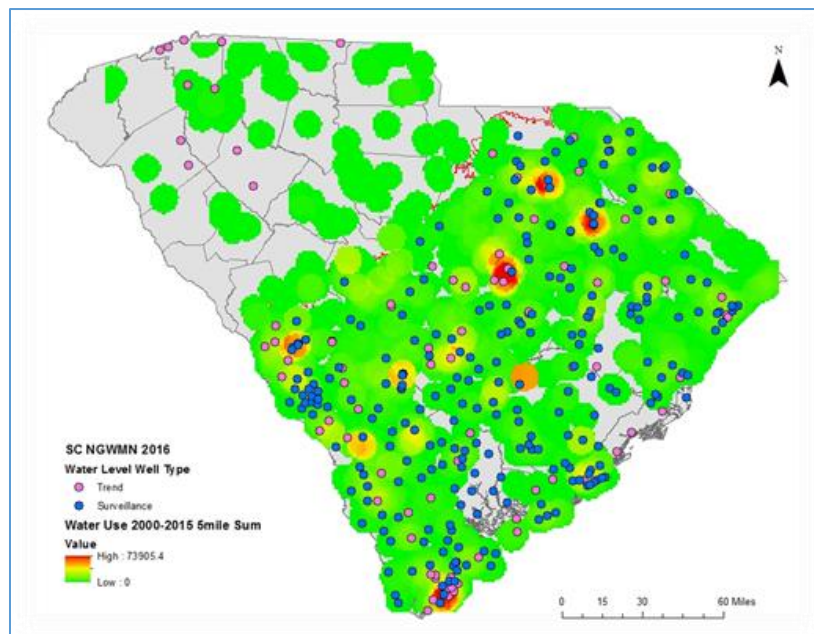 N
SC NGWMN 2016
Water Level Well Type
Trend
Surveillance
Water Use 2000-2015 5mile Sum
Value
High : 73905.4
Low : 0
0 15 30 60 Miles